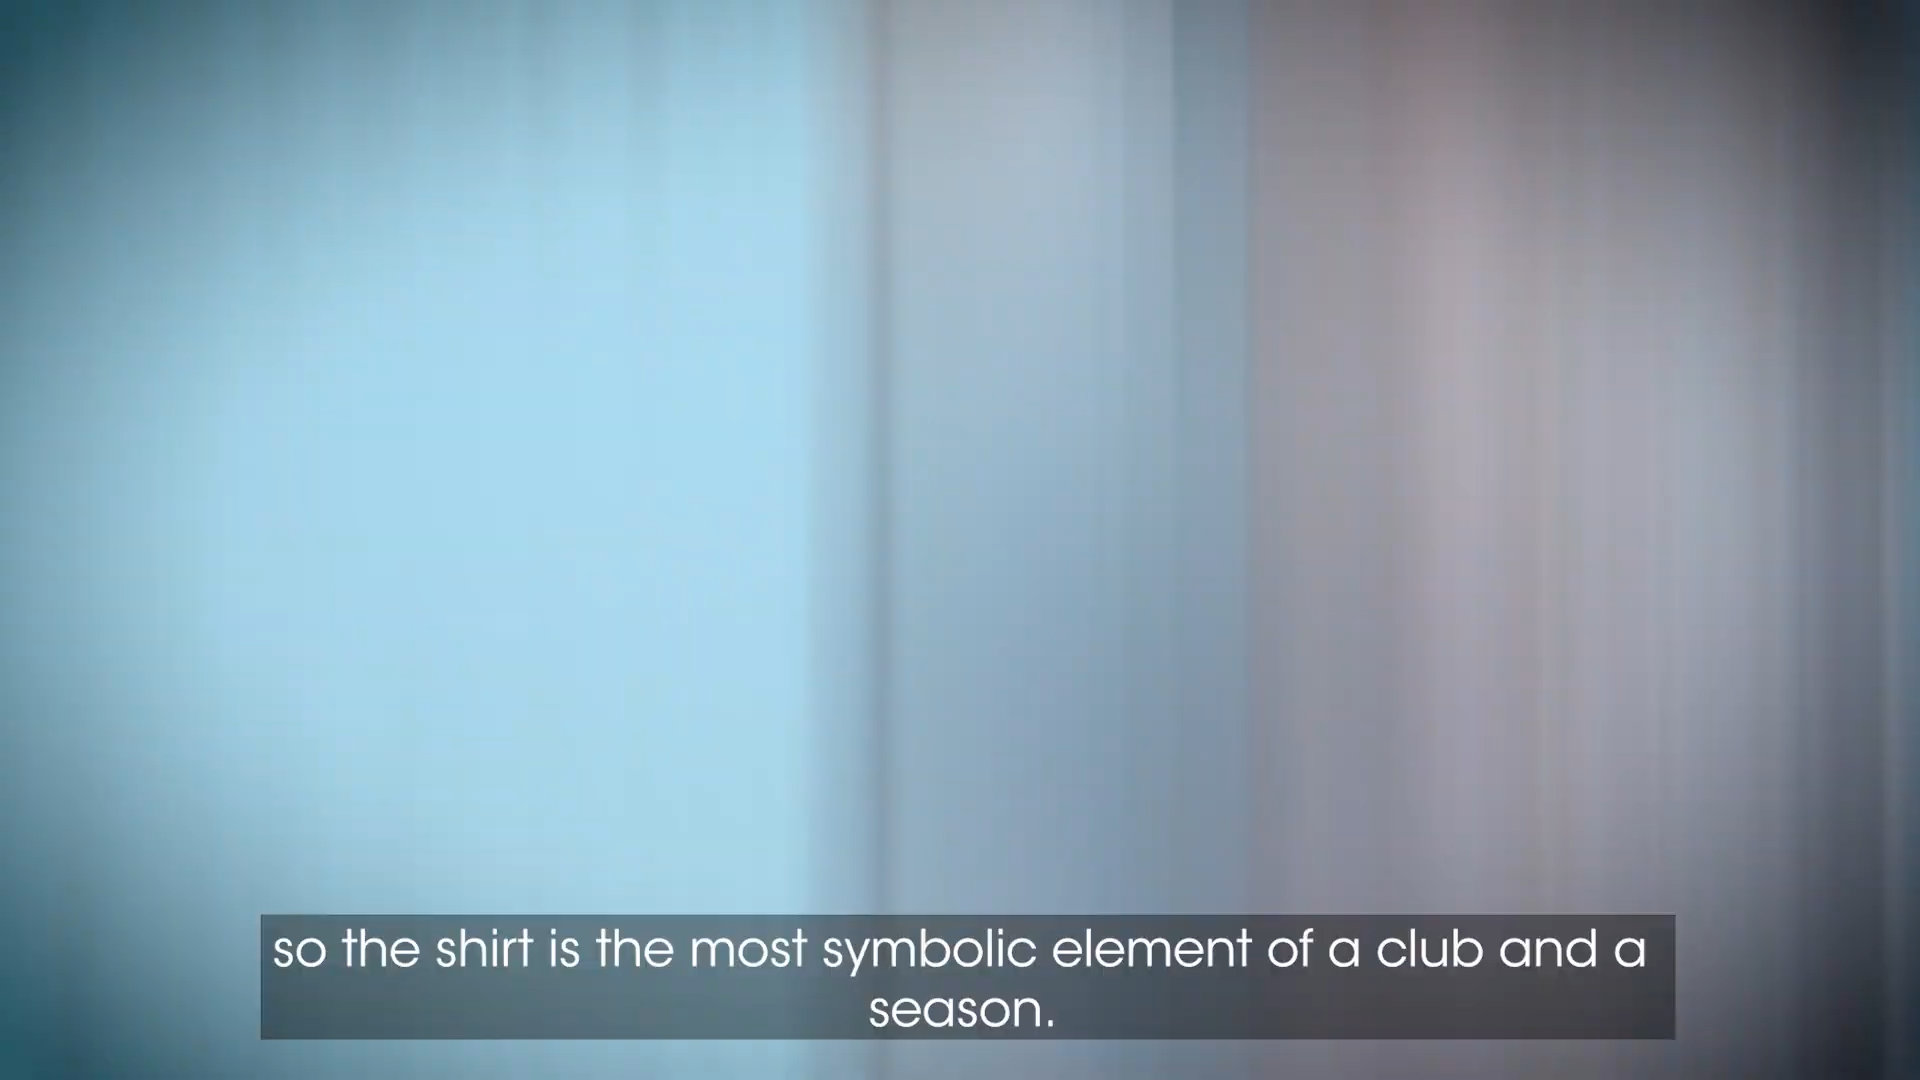 so the shirt is the most symbolic element of a club and a
season.